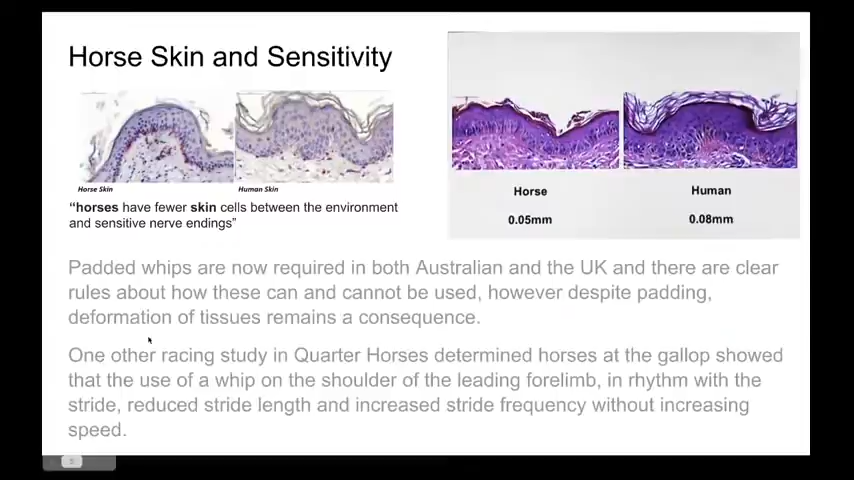 Horse Skin and Sensitivity
Horse Skin
Human Skin
“horses have fewer skin cells between the environment
and sensitive nerve endings”
Horse
Human
0.05mm
0.08mm
Padded whips are now required in both Australian and the UK and there are clear
rules about how these can and cannot be used, however despite padding,
deformation of tissues remains a consequence.
One other racing study in Quarter Horses determined horses at the gallop showed
that the use of a whip on the shoulder of the leading forelimb, in rhythm with the
stride, reduced stride length and increased stride frequency without increasing
speed.
5